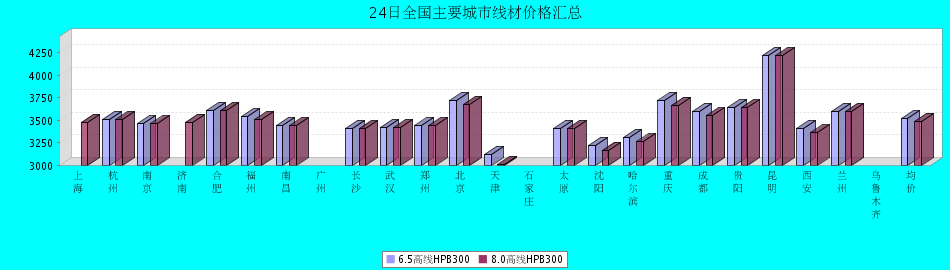 24日全国主要城市线材价格汇总
4250
4000
3750
3500
3250
3000
上海
杭州
南京
济南
合肥
福州
南昌
广州
长沙
武汉
郑州
北京
天津
石家庄
太原
沈阳
哈尔滨
重庆
成都
贵阳
昆明
西安
兰州
乌鲁木齐
均价
6.5高线HPB300 8.0高线HPB300